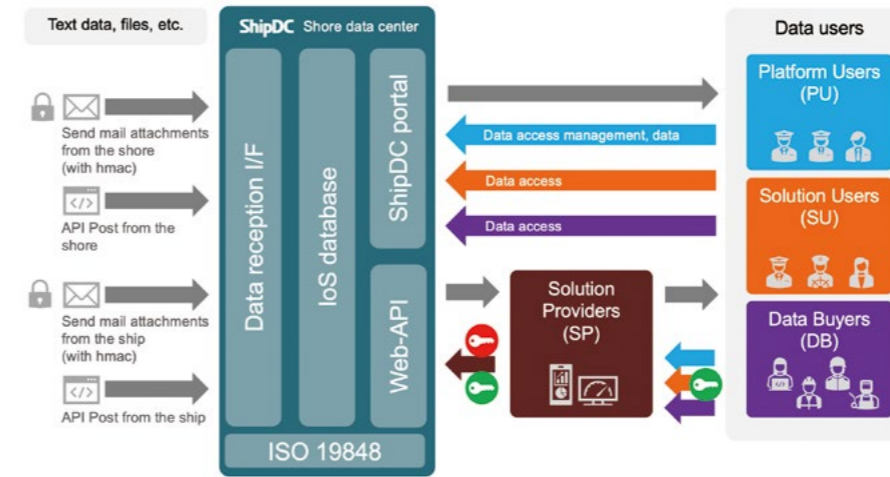 Text data, files, etc.
Send mail attachments
from the shore
(with hmac)
</>
API Post from the
shore
Send mail attachments
from the ship
(with hmac)
</>
API Post from the ship
ShipDC Shore data center
Data reception I/F
IoS database
ShipDC portal
Web-API
ISO 19848
Data access management, data
Data access
Data access
Solution
Providers
(SP)
Data users
Platform Users
(PU)
Solution Users
(SU)
Data Buyers
(DB)